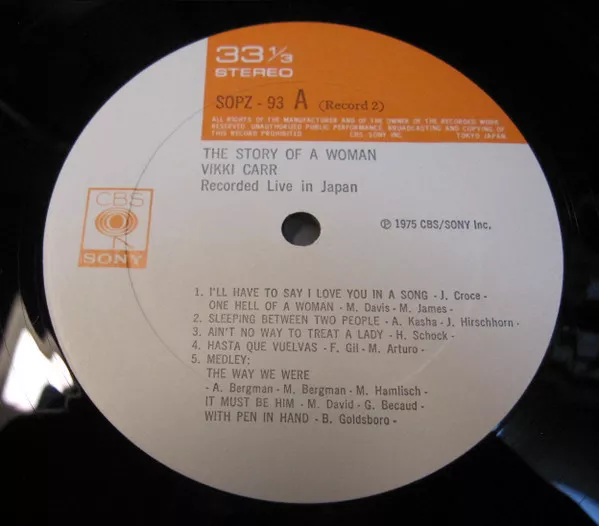 33 1/3
STEREO
SOPZ - 93 A (Record 2)
ALL RIGHTS OF THE MANUFACTURER AND OF THE OWNER OF THE RECORDED WORK
RESERVED UNAUTHORIZED PUBLIC PERFORMANCE, BROADCASTING AND COPYING OF
THIS RECORD PROHIBITED CBS SONY INC TOKYO JAPAN
THE STORY OF A WOMAN
VIKKI CARR
Recorded Live in Japan
CBS
SONY
℗ 1975 CBS/SONY Inc.
1. I'LL HAVE TO SAY I LOVE YOU IN A SONG - J. Croce -
ONE HELL OF A WOMAN - M. Davis - M. James -
2. SLEEPING BETWEEN TWO PEOPLE - A. Kasha - J. Hirschhorn -
3. AIN'T NO WAY TO TREAT A LADY - H. Schock -
4. HASTA QUE VUELVAS - F. Gil - M. Arturo -
5. MEDLEY:
THE WAY WE WERE
- A. Bergman - M. Bergman - M. Hamlisch -
IT MUST BE HIM - M. David - G. Becaud -
WITH PEN IN HAND - B. Goldsboro -